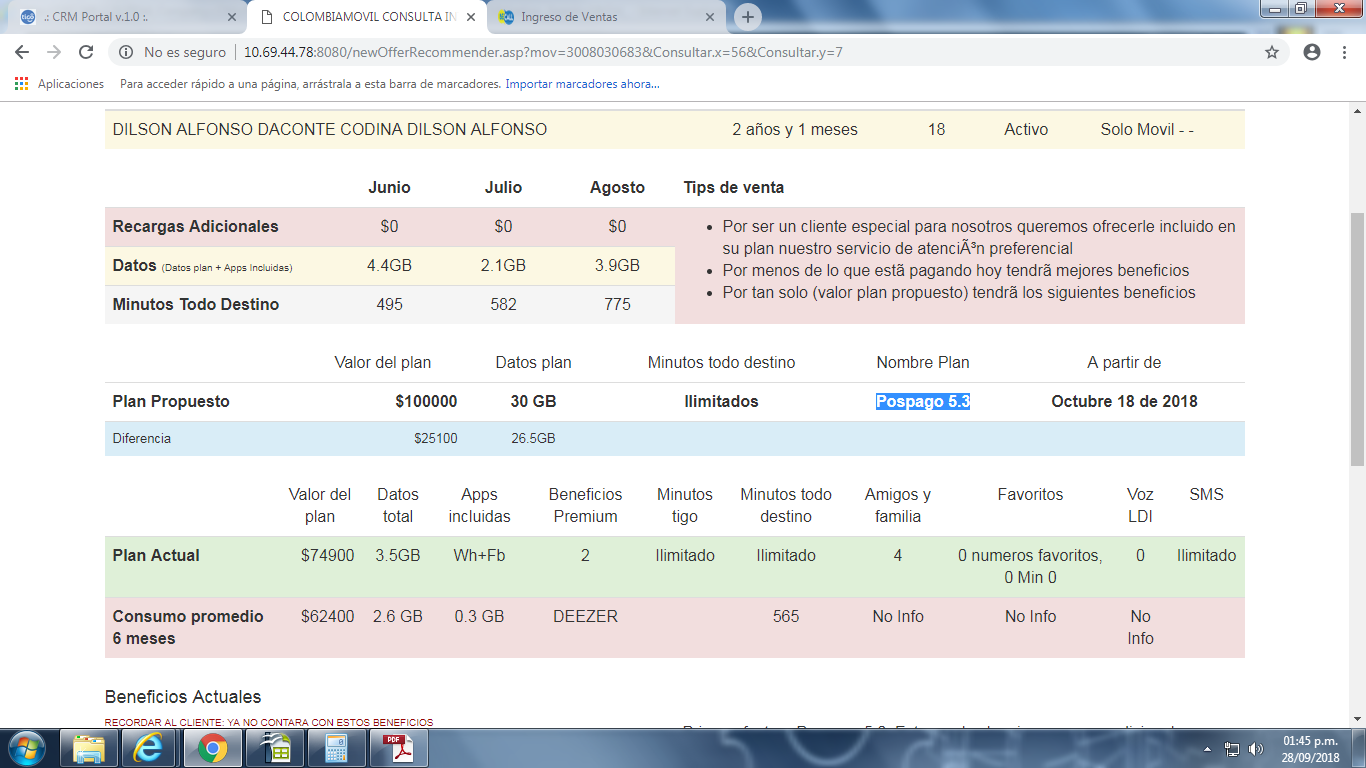 .: CRM Portal v.1.0 :.
COLOMBIAMOVIL CONSULTA IN
Ingreso de Ventas
No es seguro
10.69.44.78:8080/newOfferRecommender.asp?mov=3008030683&Consultar.x=56&Consultar.y=7
Aplicaciones
Para acceder rápido a una página, arrástrala a esta barra de marcadores. Importar marcadores ahora...
DILSON ALFONSO DACONTE CODINA DILSON ALFONSO 2 años y 1 meses 18 Activo Solo Movil - -
Junio Julio Agosto Tips de venta
Recargas Adicionales $0 $0 $0
Datos (Datos plan + Apps Incluidas) 4.4GB 2.1GB 3.9GB
Minutos Todo Destino 495 582 775
• Por ser un cliente especial para nosotros queremos ofrecerle incluido en
su plan nuestro servicio de atenciÃ³n preferencial
• Por menos de lo que estã pagando hoy tendrã mejores beneficios
• Por tan solo (valor plan propuesto) tendrã los siguientes beneficios
Valor del plan Datos plan Minutos todo destino Nombre Plan A partir de
Plan Propuesto $100000 30 GB Ilimitados Pospago 5.3 Octubre 18 de 2018
Diferencia $25100 26.5GB
Valor del plan Datos total Apps incluidas Beneficios Premium Minutos tigo Minutos todo destino Amigos y familia Favoritos Voz LDI SMS
Plan Actual $74900 3.5GB Wh+Fb 2 Ilimitado Ilimitado 4 0 numeros favoritos, 0 Min 0 0 Ilimitado
Consumo promedio 6 meses $62400 2.6 GB 0.3 GB DEEZER 565 No Info No Info No Info
Beneficios Actuales
RECORDAR AL CLIENTE: YA NO CONTARA CON ESTOS BENEFICIOS
01:45 p.m.
28/09/2018